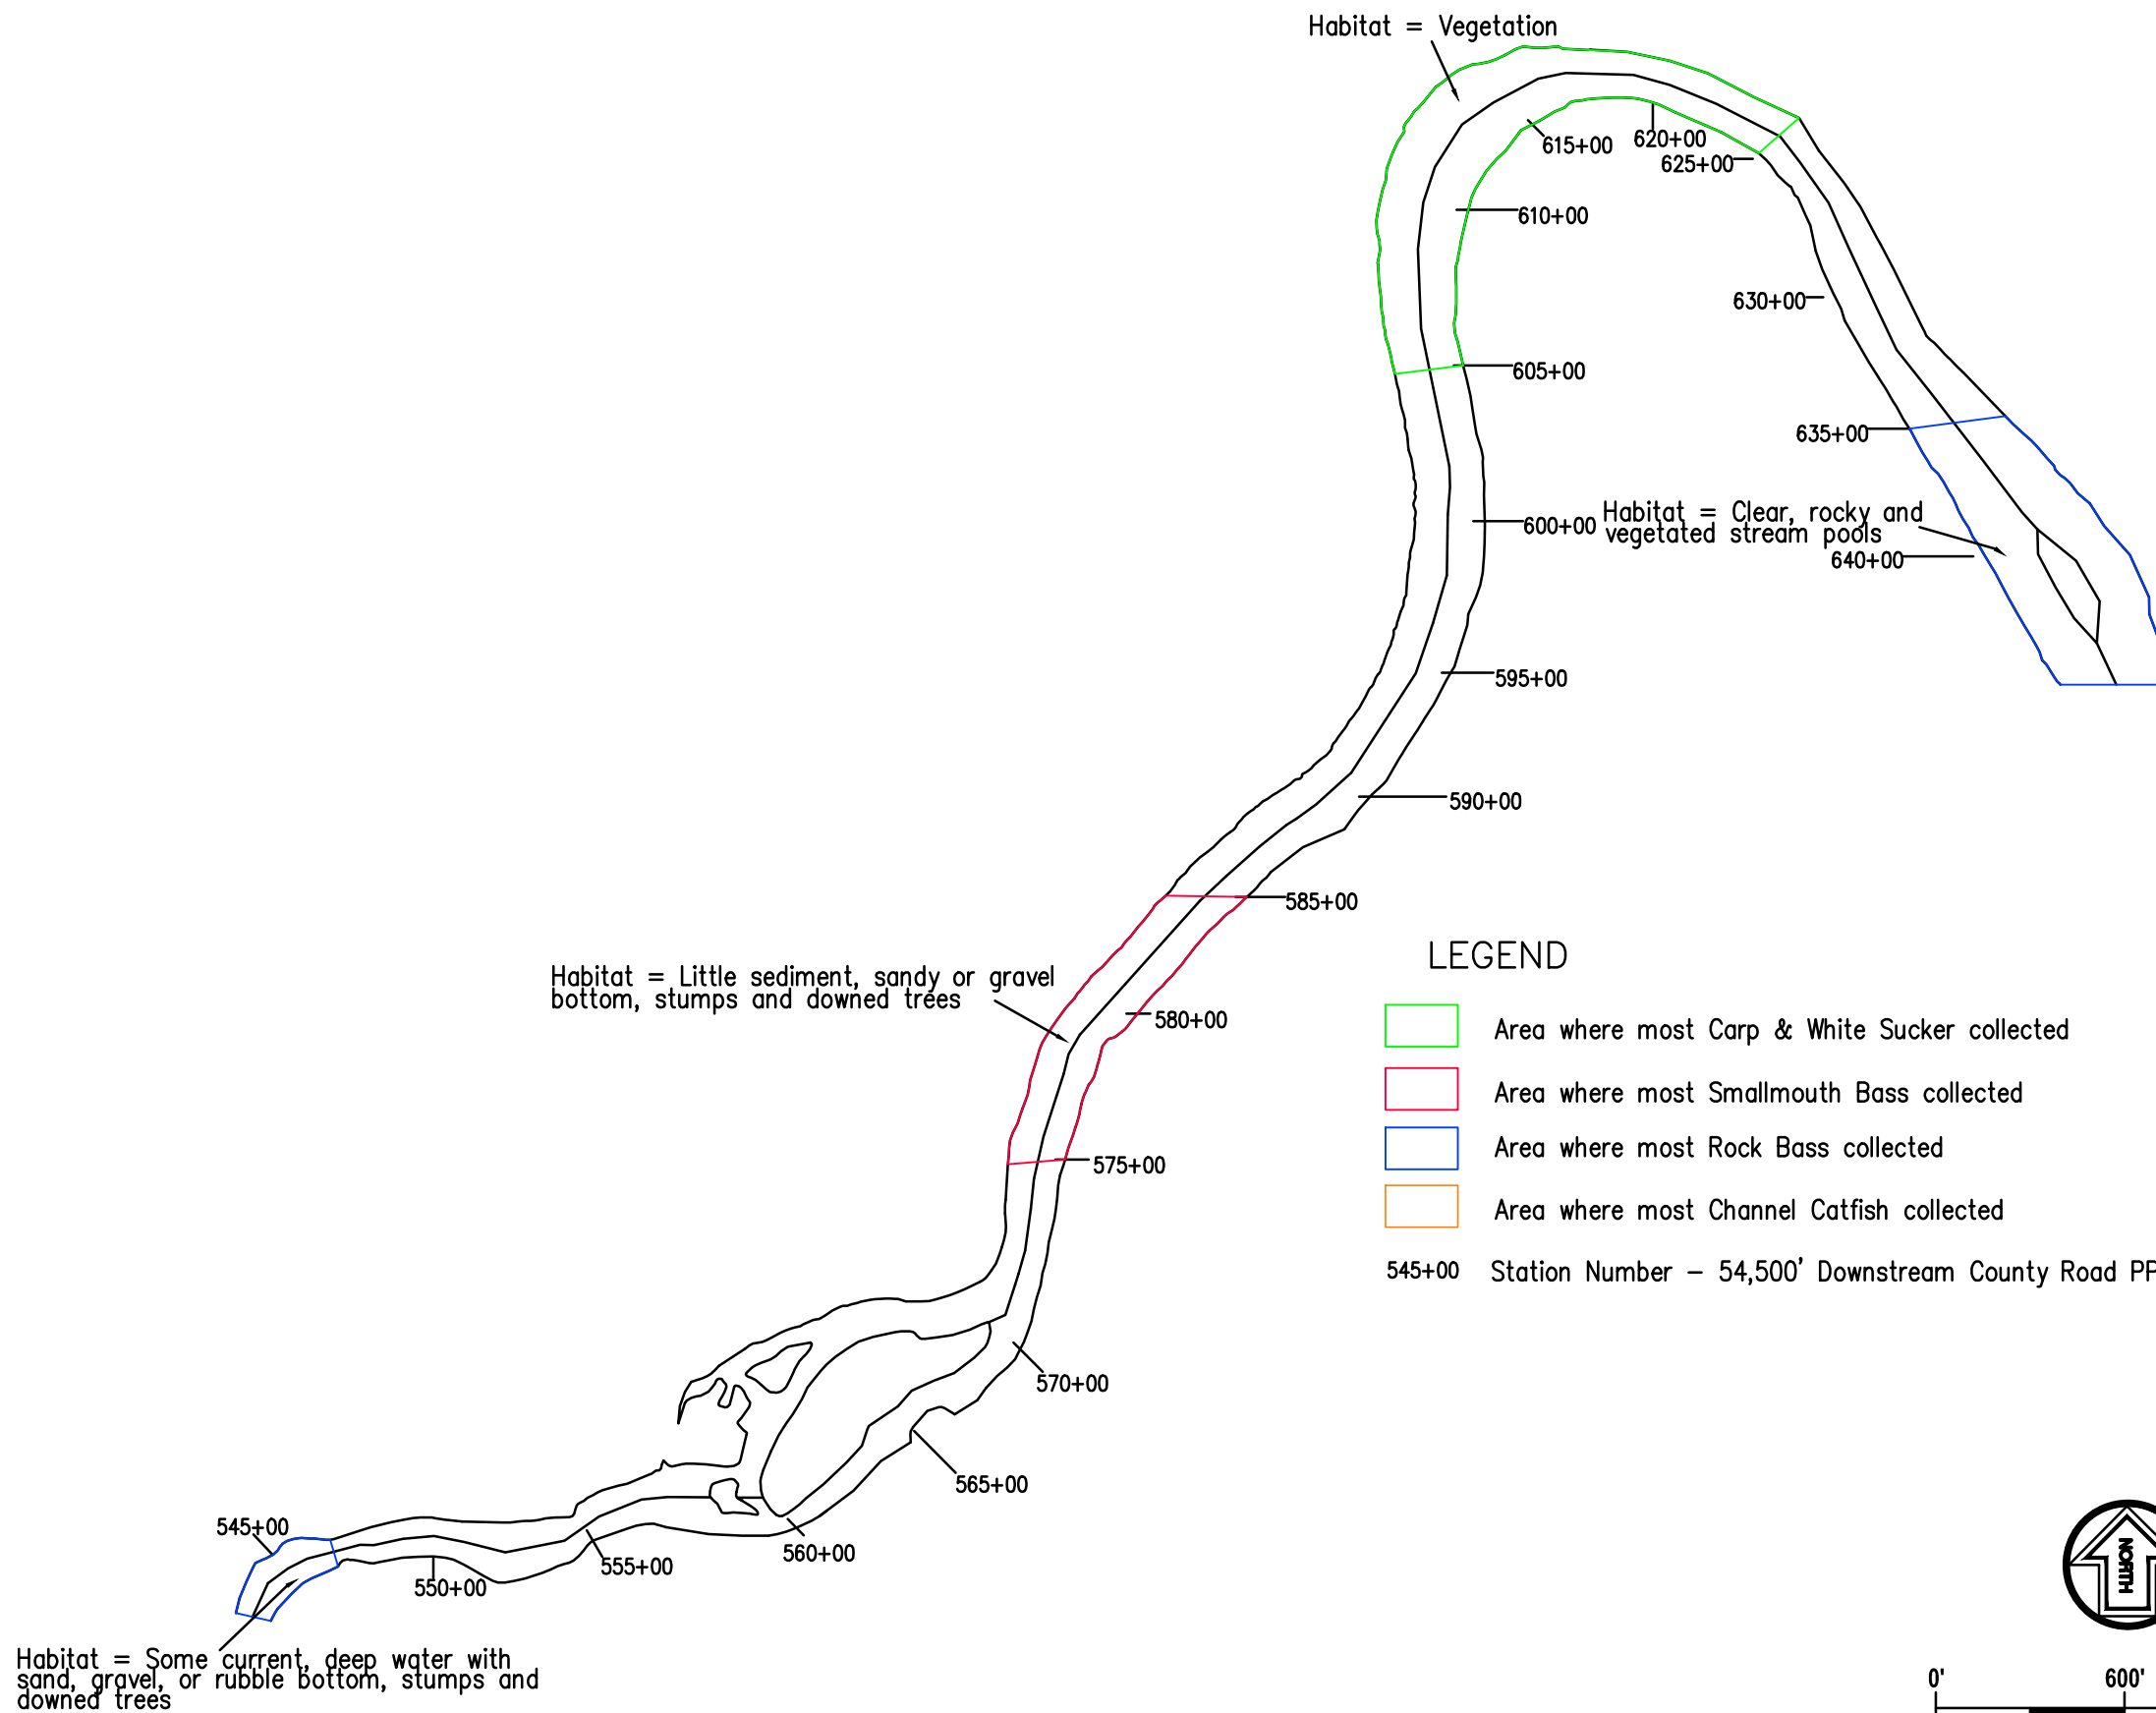 Habitat = Vegetation
615+00
620+00
625+00
610+00
630+00
605+00
635+00
Habitat = Clear, rocky and
vegetated stream pools
600+00
640+00
595+00
590+00
585+00
Habitat = Little sediment, sandy or gravel
bottom, stumps and downed trees
580+00
575+00
570+00
565+00
560+00
555+00
550+00
545+00
Habitat = Some current, deep water with
sand, gravel, or rubble bottom, stumps and
downed trees
LEGEND
Area where most Carp & White Sucker collected
Area where most Smallmouth Bass collected
Area where most Rock Bass collected
Area where most Channel Catfish collected
545+00 Station Number – 54,500' Downstream County Road PP
NORTH
0' 600'